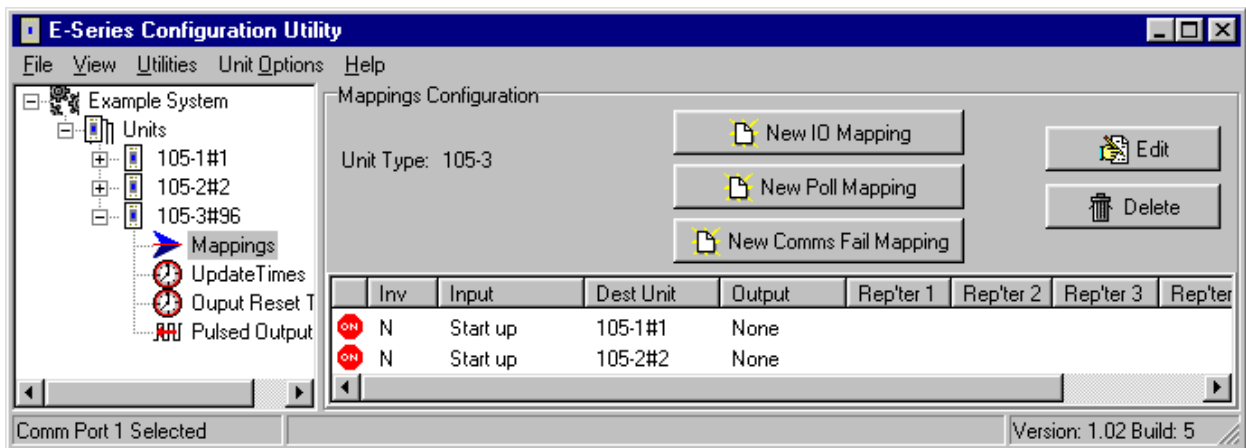 E-Series Configuration Utility
File View Utilities Unit Options Help
Example System
Units
105-1#1
105-2#2
105-3#96
Mappings
UpdateTimes
Ouput Reset T
Pulsed Output
Mappings Configuration
Unit Type: 105-3
New IO Mapping
New Poll Mapping
New Comms Fail Mapping
Edit
Delete
Inv Input Dest Unit Output Rep'ter 1 Rep'ter 2 Rep'ter 3 Rep'ter
ON N Start up 105-1#1 None
ON N Start up 105-2#2 None
Comm Port 1 Selected Version: 1.02 Build: 5